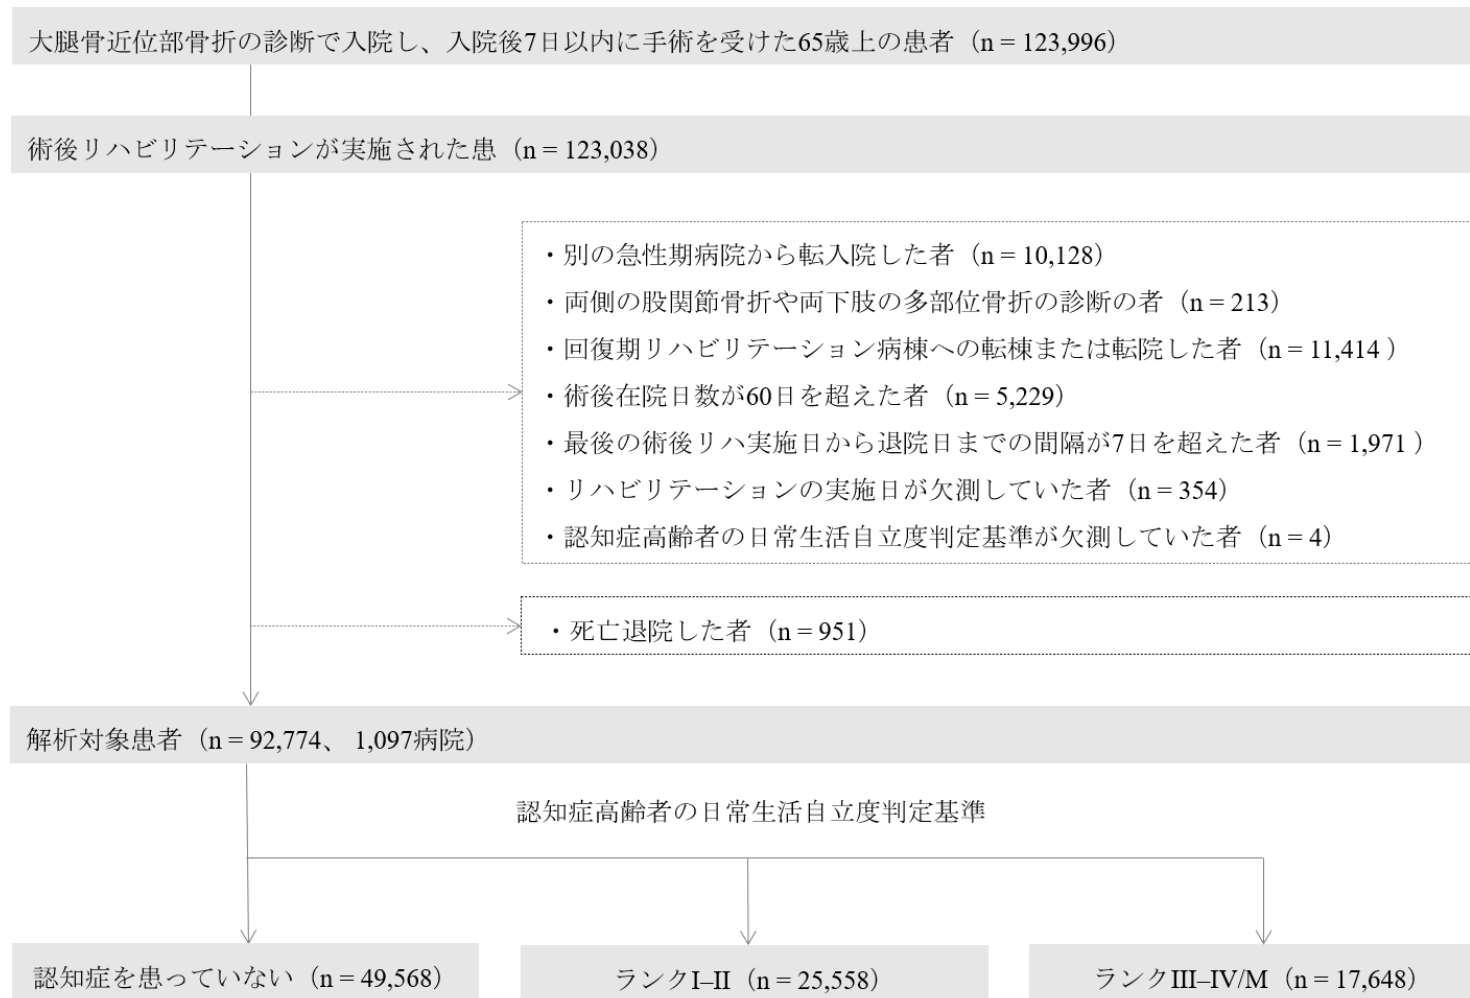 大腿骨近位部骨折の診断で入院し、入院後7日以内に手術を受けた65歳上の患者（n = 123,996）
術後リハビリテーションが実施された患（n = 123,038）
・別の急性期病院から転入院した者（n = 10,128）
・両側の股関節骨折や両下肢の多部位骨折の診断の者（n = 213）
・回復期リハビリテーション病棟への転棟または転院した者（n = 11,414 ）
・術後在院日数が60日を超えた者（n = 5,229）
・最後の術後リハ実施日から退院日までの間隔が7日を超えた者（n = 1,971 ）
・リハビリテーションの実施日が欠測していた者（n = 354）
・認知症高齢者の日常生活自立度判定基準が欠測していた者（n = 4）
・死亡退院した者（n = 951）
解析対象患者（n = 92,774、 1,097病院）
認知症高齢者の日常生活自立度判定基準
認知症を患っていない（n = 49,568）
ランクI–II（n = 25,558）
ランクIII–IV/M（n = 17,648）